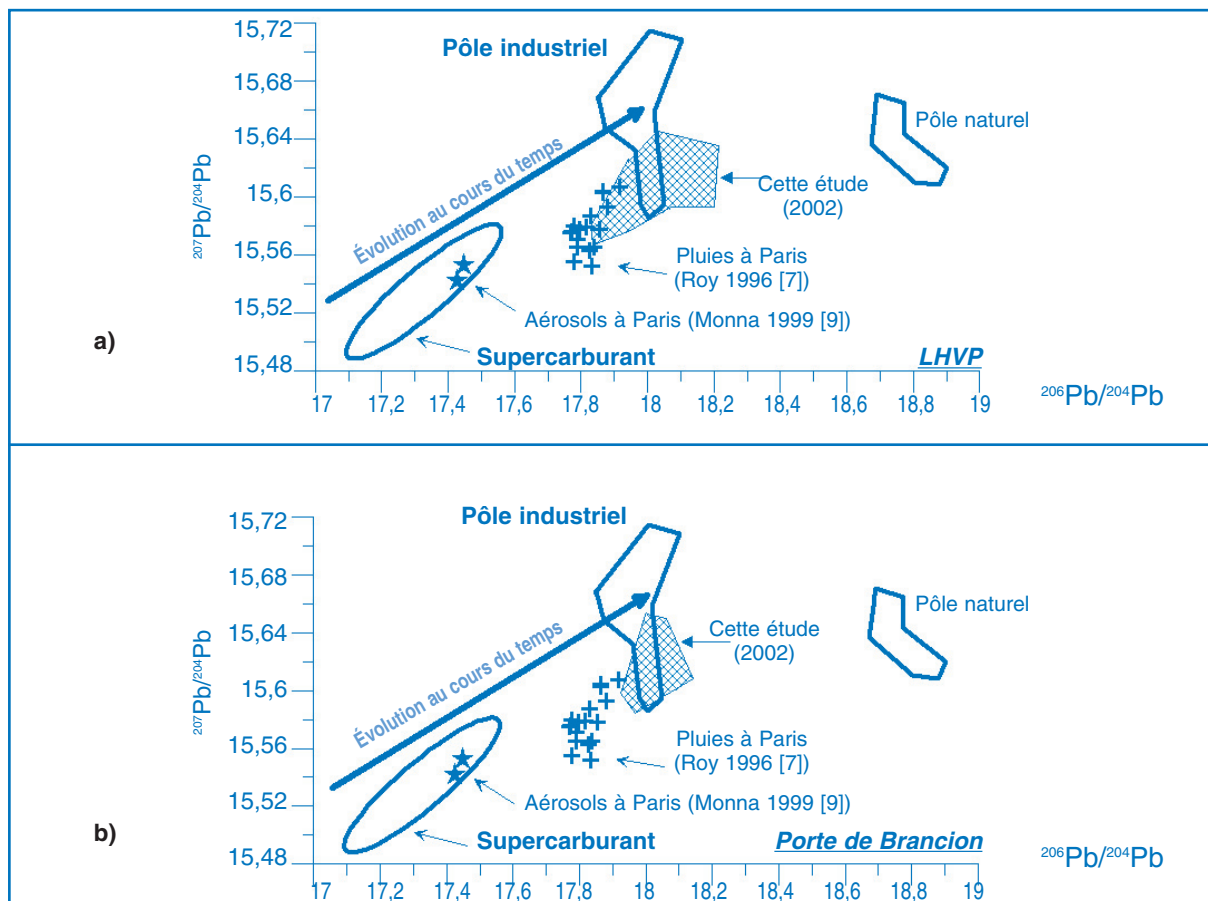 15,72
15,68
15,64
15,6
15,56
15,52
15,48
207Pb/204Pb
Pôle industriel
Pôle naturel
Évolution au cours du temps
Cette étude
(2002)
Pluies à Paris
(Roy 1996 [7])
Aérosols à Paris (Monna 1999 [9])
Supercarburant
a)
LHVP
17
17,2
17,4
17,6
17,8
18
18,2
18,4
18,6
18,8
19
206Pb/204Pb
15,72
15,68
15,64
15,6
15,56
15,52
15,48
207Pb/204Pb
Pôle industriel
Pôle naturel
Évolution au cours du temps
Cette étude
(2002)
Pluies à Paris
(Roy 1996 [7])
Aérosols à Paris (Monna 1999 [9])
Supercarburant
b)
Porte de Brancion
17
17,2
17,4
17,6
17,8
18
18,2
18,4
18,6
18,8
19
206Pb/204Pb